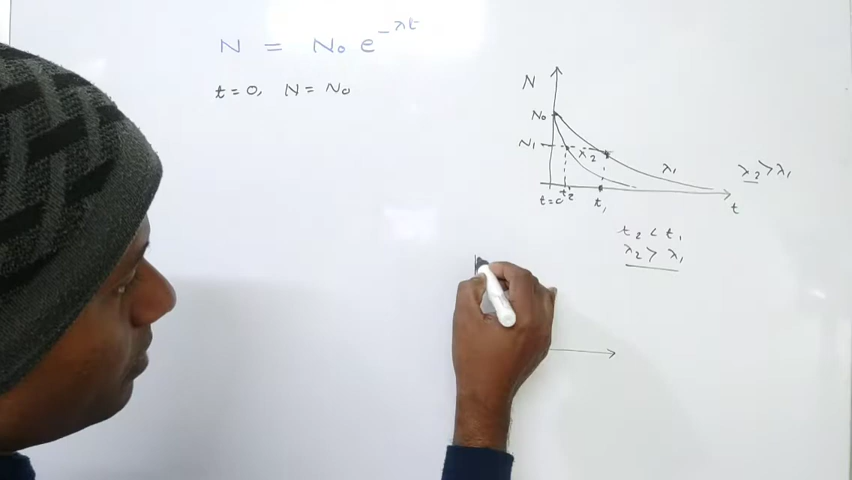 N = N₀ e^{-λt}
t = 0, N = N₀
N
N₀
N₁
λ₂
λ₁
λ₂ > λ₁
t=0
t₂
t₁
t
t₂ < t₁
λ₂ > λ₁